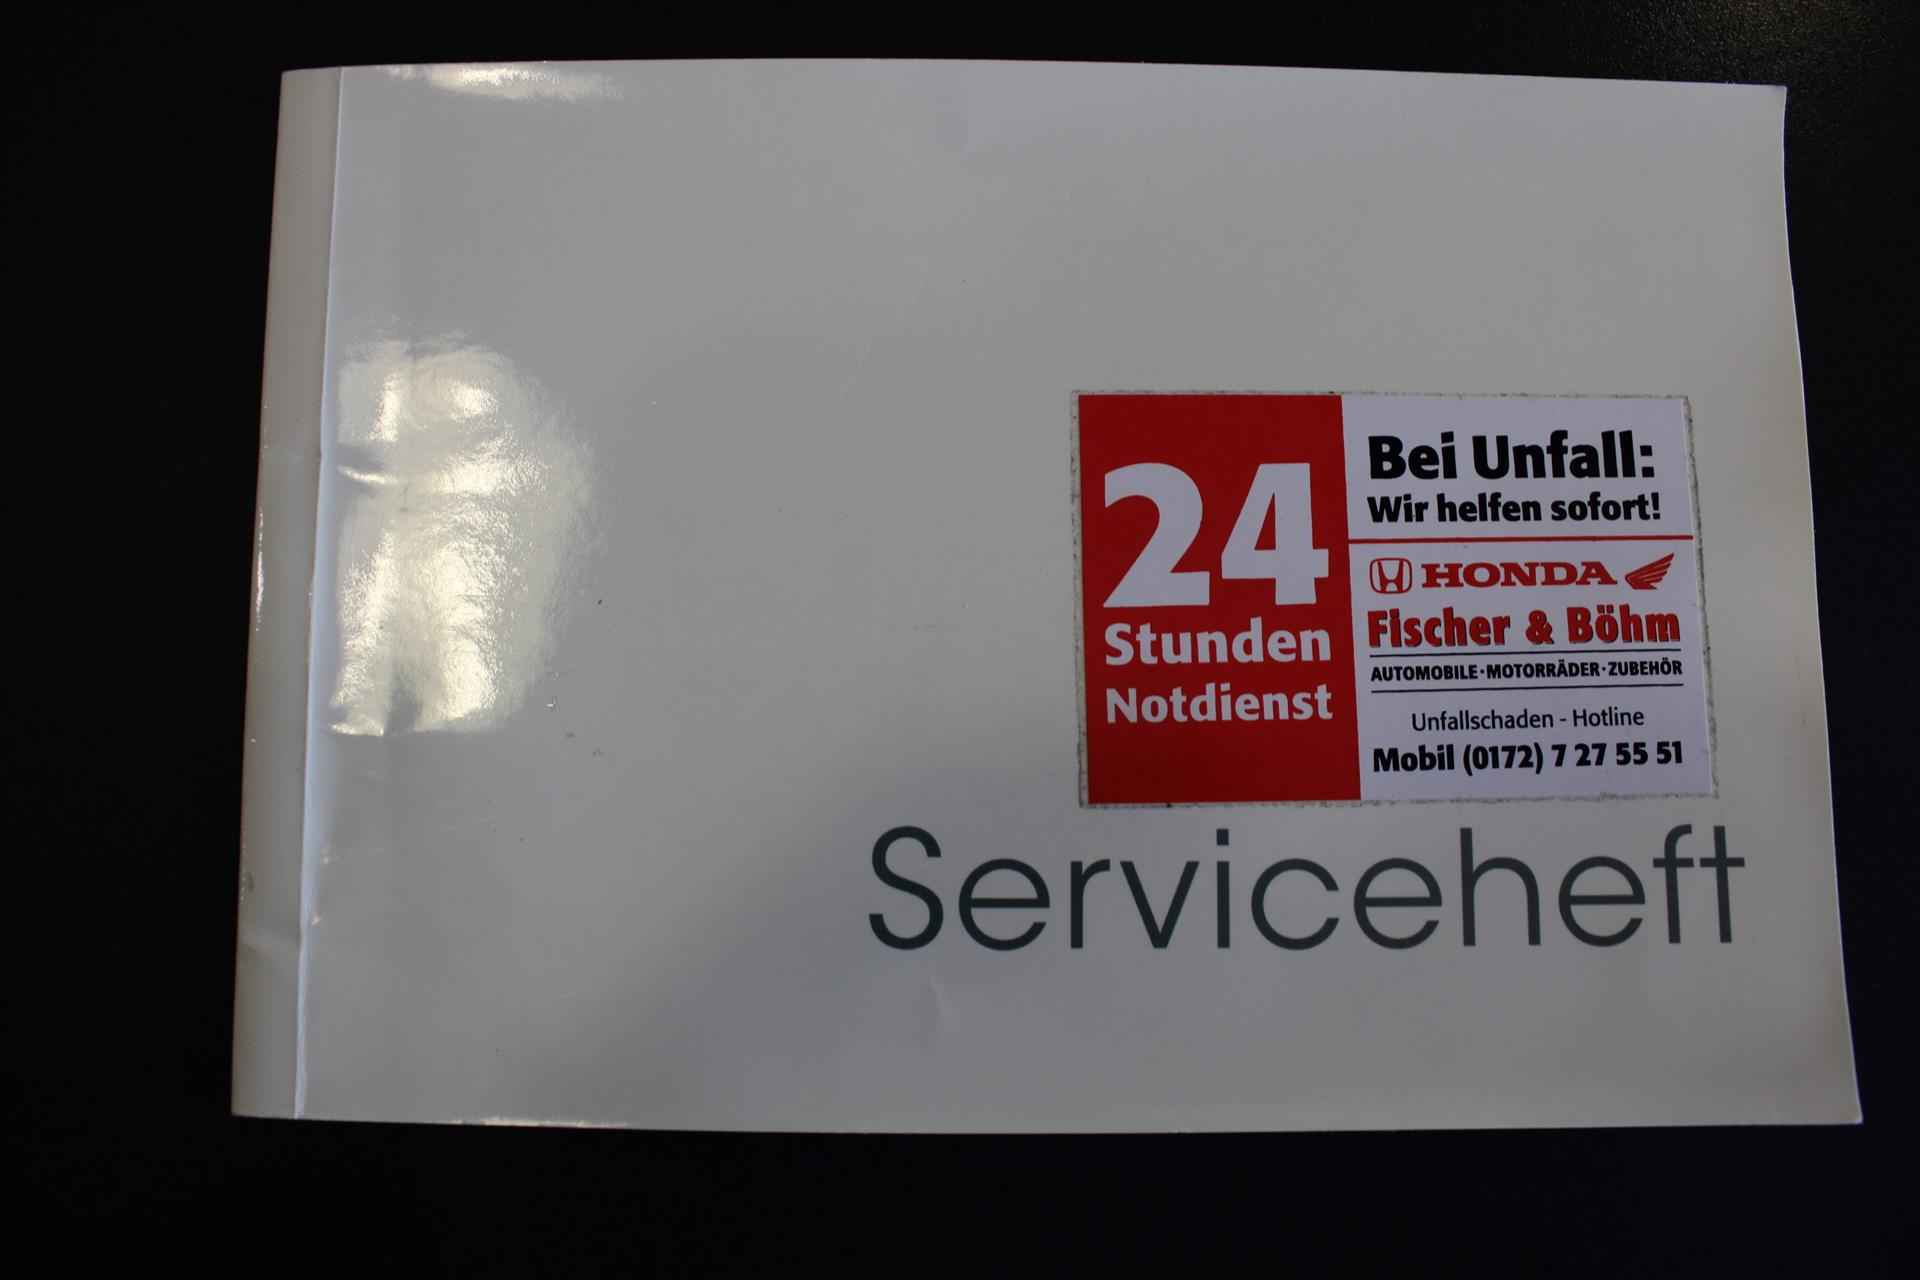 24
Stunden
Notdienst
Bei Unfall:
Wir helfen sofort!
HONDA
Fischer & Böhm
AUTOMOBILE·MOTORRÄDER·ZUBEHÖR
Unfallschaden - Hotline
Mobil (0172) 7 27 55 51
Serviceheft